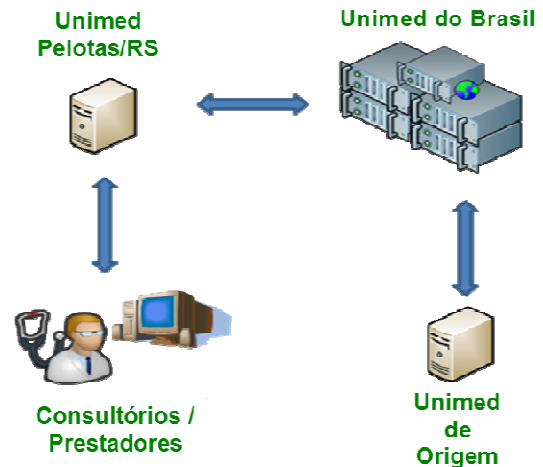 Unimed
Pelotas/RS
Unimed do Brasil
Consultórios /
Prestadores
Unimed
de
Origem